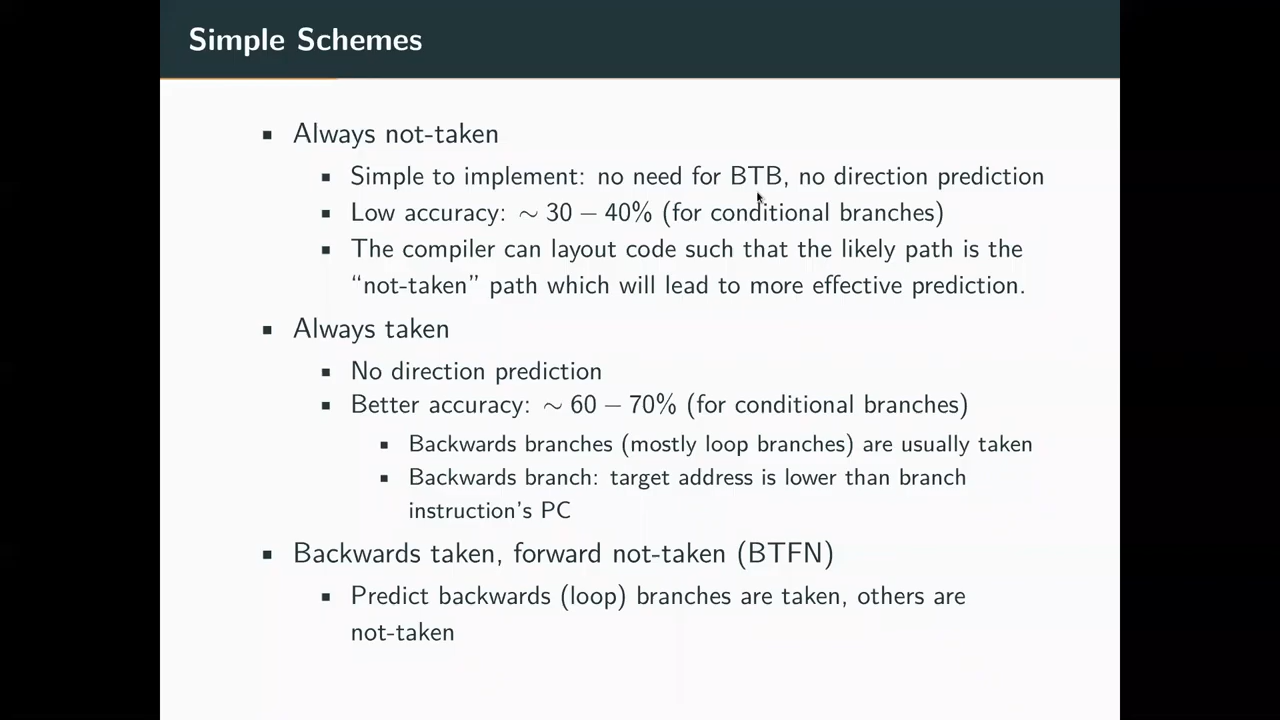 Simple Schemes
▪ Always not-taken
▪ Simple to implement: no need for BTB, no direction prediction
▪ Low accuracy: ∼ 30 – 40% (for conditional branches)
▪ The compiler can layout code such that the likely path is the
“not-taken” path which will lead to more effective prediction.
▪ Always taken
▪ No direction prediction
▪ Better accuracy: ∼ 60 – 70% (for conditional branches)
▪ Backwards branches (mostly loop branches) are usually taken
▪ Backwards branch: target address is lower than branch
instruction’s PC
▪ Backwards taken, forward not-taken (BTFN)
▪ Predict backwards (loop) branches are taken, others are
not-taken